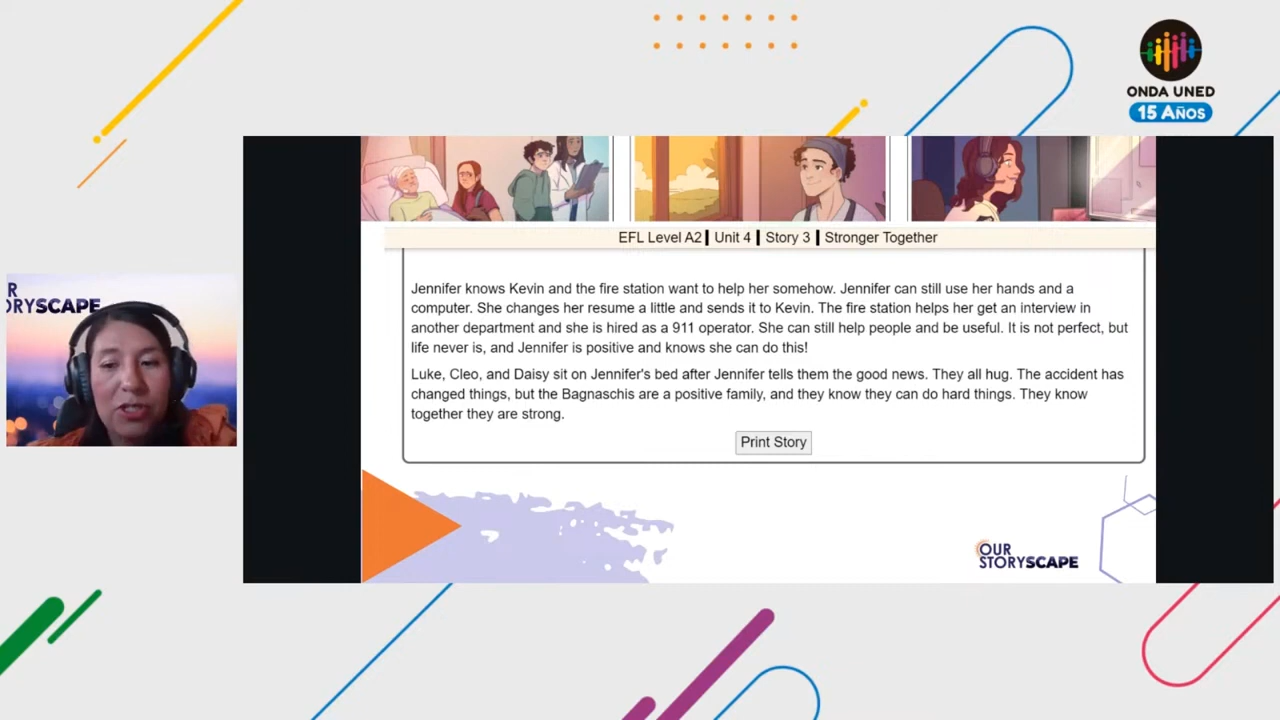 ONDA UNED
15 AÑOS
R
ORYSCAPE
EFL Level A2 | Unit 4 | Story 3 | Stronger Together
Jennifer knows Kevin and the fire station want to help her somehow. Jennifer can still use her hands and a
computer. She changes her resume a little and sends it to Kevin. The fire station helps her get an interview in
another department and she is hired as a 911 operator. She can still help people and be useful. It is not perfect, but
life never is, and Jennifer is positive and knows she can do this!
Luke, Cleo, and Daisy sit on Jennifer's bed after Jennifer tells them the good news. They all hug. The accident has
changed things, but the Bagnaschis are a positive family, and they know they can do hard things. They know
together they are strong.
Print Story
OUR
STORYSCAPE